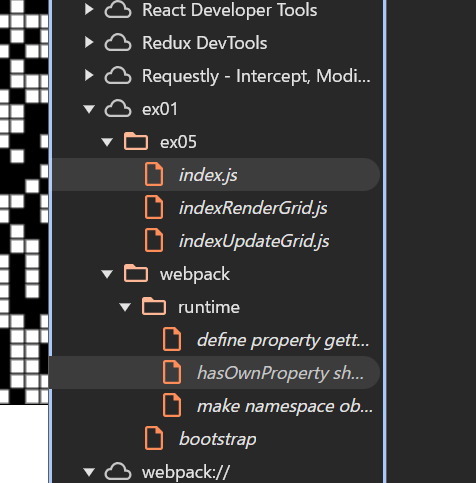 React Developer Tools
Redux DevTools
Requestly - Intercept, Modi...
ex01
ex05
index.js
indexRenderGrid.js
indexUpdateGrid.js
webpack
runtime
define property gett...
hasOwnProperty sh...
make namespace ob...
bootstrap
webpack://